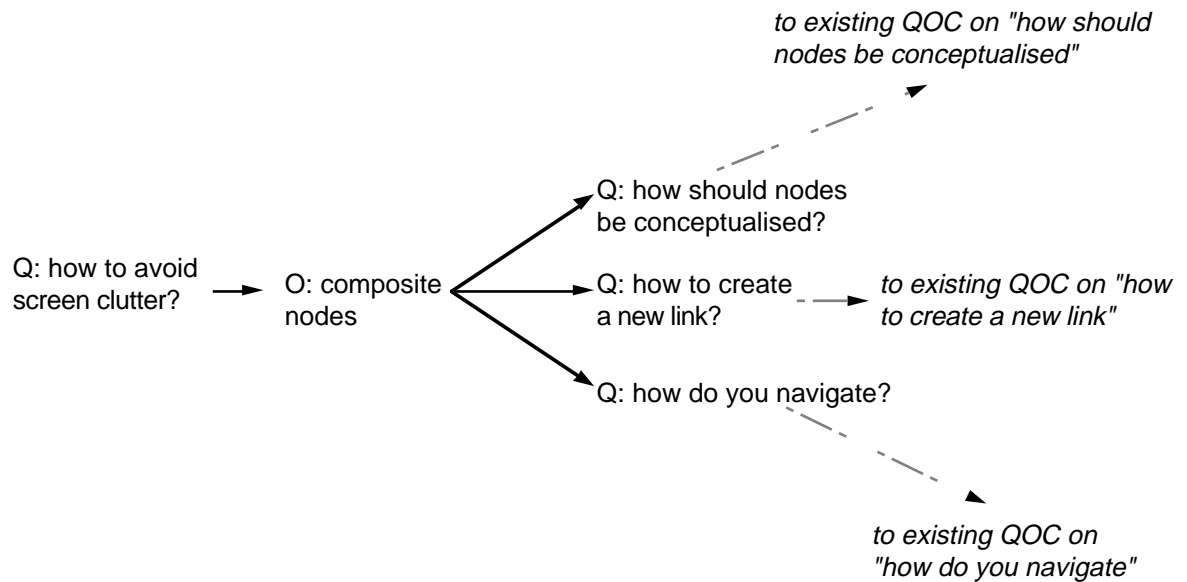 to existing QOC on "how should
nodes be conceptualised"
Q: how should nodes
be conceptualised?
Q: how to avoid
screen clutter?
O: composite
nodes
Q: how to create
a new link?
to existing QOC on "how
to create a new link"
Q: how do you navigate?
to existing QOC on
"how do you navigate"